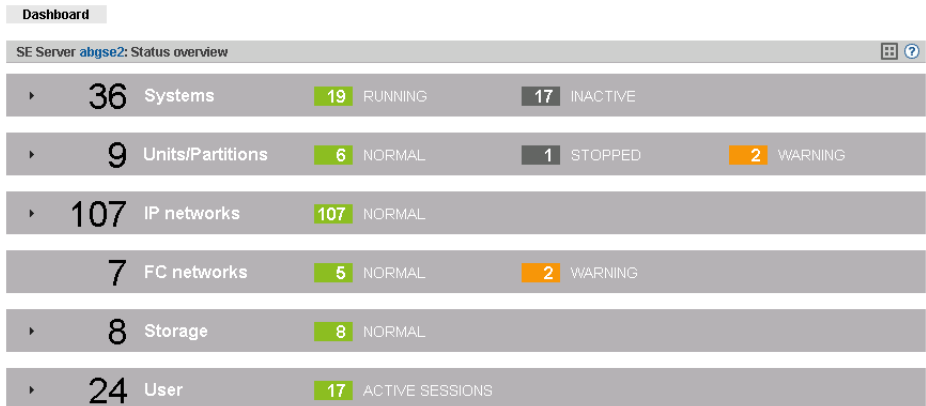 Dashboard
SE Server abgse2: Status overview ?
36 Systems 19 RUNNING 17 INACTIVE
9 Units/Partitions 6 NORMAL 1 STOPPED 2 WARNING
107 IP networks 107 NORMAL
7 FC networks 5 NORMAL 2 WARNING
8 Storage 8 NORMAL
24 User 17 ACTIVE SESSIONS